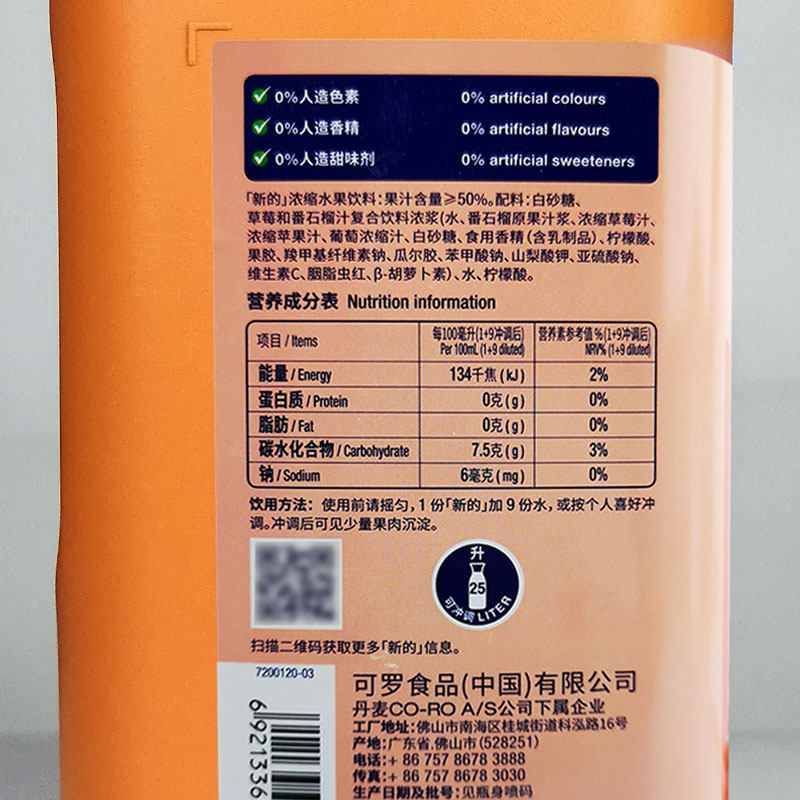 0%人造色素 0% artificial colours
0%人造香精 0% artificial flavours
0%人造甜味剂 0% artificial sweeteners
「新的」浓缩水果饮料:果汁含量≥50%。配料:白砂糖、
草莓和番石榴汁复合饮料浓浆(水、番石榴原果汁浆、浓缩草莓汁、
浓缩苹果汁、葡萄浓缩汁、白砂糖、食用香精(含乳制品)、柠檬酸、
果胶、羧甲基纤维素钠、瓜尔胶、苯甲酸钠、山梨酸钾、亚硫酸钠、
维生素C、胭脂虫红、β-胡萝卜素)、水、柠檬酸。
营养成分表 Nutrition information
项目 / Items 每100毫升(1+9冲调后) 营养素参考值 %(1+9冲调后)
Per 100mL (1+9 diluted) NRV% (1+9 diluted)
能量 / Energy 134千焦 (kJ) 2%
蛋白质 / Protein 0克 (g) 0%
脂肪 / Fat 0克 (g) 0%
碳水化合物 / Carbohydrate 7.5克 (g) 3%
钠 / Sodium 6毫克 (mg) 0%
饮用方法: 使用前请摇匀,1份「新的」加9份水,或按个人喜好冲
调。冲调后可见少量果肉沉淀。
升
25
可冲调 LITER
扫描二维码获取更多「新的」信息。
7200120-03
6921336
可罗食品(中国)有限公司
丹麦CO-RO A/S公司下属企业
工厂地址:佛山市南海区桂城街道科泓路16号
产地:广东省,佛山市(528251)
电话:+ 86 757 8678 3888
传真:+ 86 757 8678 3030
生产日期及批号:见瓶身喷码